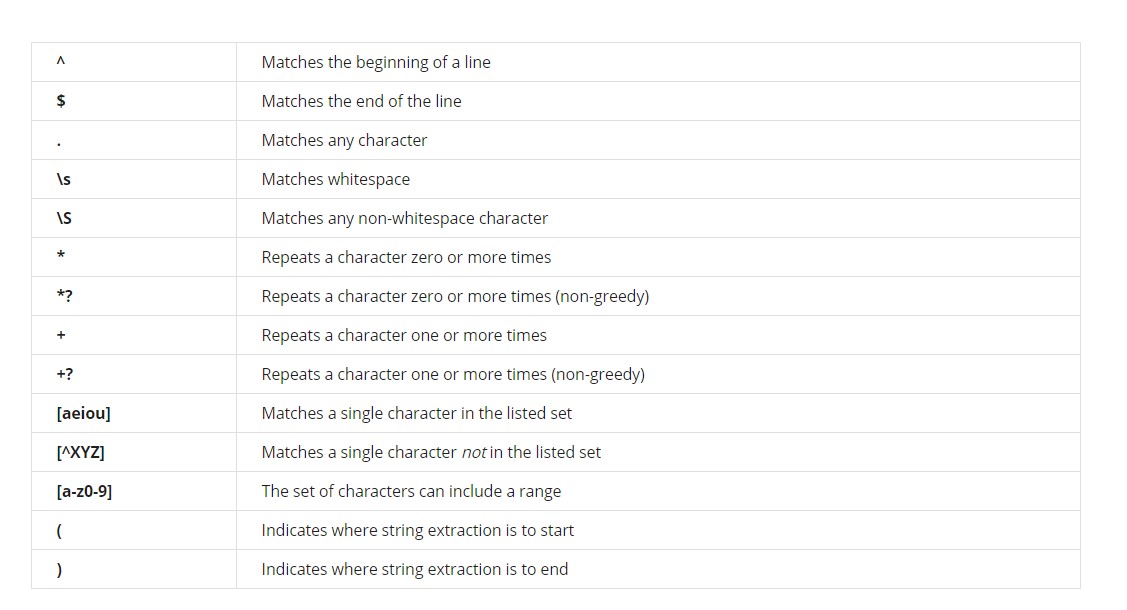 ^ Matches the beginning of a line
$ Matches the end of the line
. Matches any character
\s Matches whitespace
\S Matches any non-whitespace character
* Repeats a character zero or more times
*? Repeats a character zero or more times (non-greedy)
+ Repeats a character one or more times
+? Repeats a character one or more times (non-greedy)
[aeiou] Matches a single character in the listed set
[^XYZ] Matches a single character not in the listed set
[a-z0-9] The set of characters can include a range
( Indicates where string extraction is to start
) Indicates where string extraction is to end